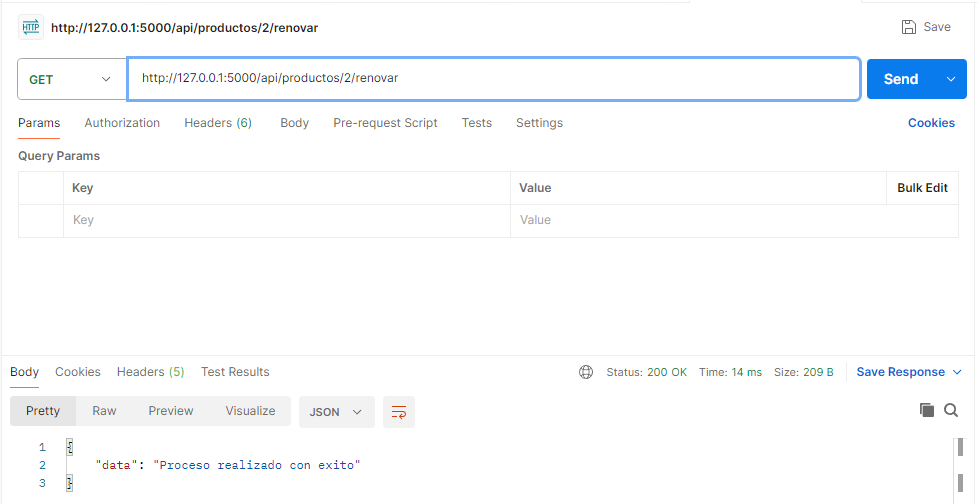 HTTP http://127.0.0.1:5000/api/productos/2/renovar Save
GET http://127.0.0.1:5000/api/productos/2/renovar Send
Params Authorization Headers (6) Body Pre-request Script Tests Settings Cookies
Query Params
Key Value Bulk Edit
Key Value
Body Cookies Headers (5) Test Results Status: 200 OK Time: 14 ms Size: 209 B Save Response
Pretty Raw Preview Visualize JSON
1 {
2 "data": "Proceso realizado con exito"
3 }